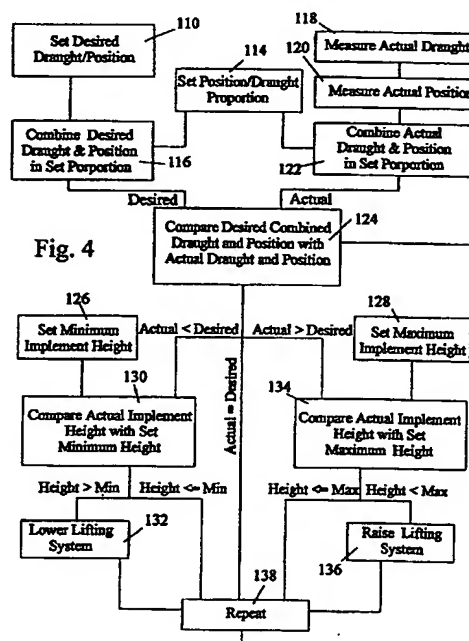 110
Set Desired
Draught/Position
114
Set Position/Draught
Proportion
118
Measure Actual Draught
120
Measure Actual Position
Combine Desired
Draught & Position
in Set Porportion
116
Combine Actual
Draught & Position
in Set Porportion
122
Desired
Actual
Fig. 4
Compare Desired Combined
Draught and Position with
Actual Draught and Position
124
126
Set Minimum
Implement Height
Actual < Desired
Actual > Desired
128
Set Maximum
Implement Height
Actual = Desired
130
Compare Actual Implement
Height with Set
Minimum Height
134
Compare Actual Implement
Height with Set
Maximum Height
Height > Min
Height <= Min
Height <= Max
Height < Max
Lower Lifting
System
132
Raise Lifting
System
136
138
Repeat